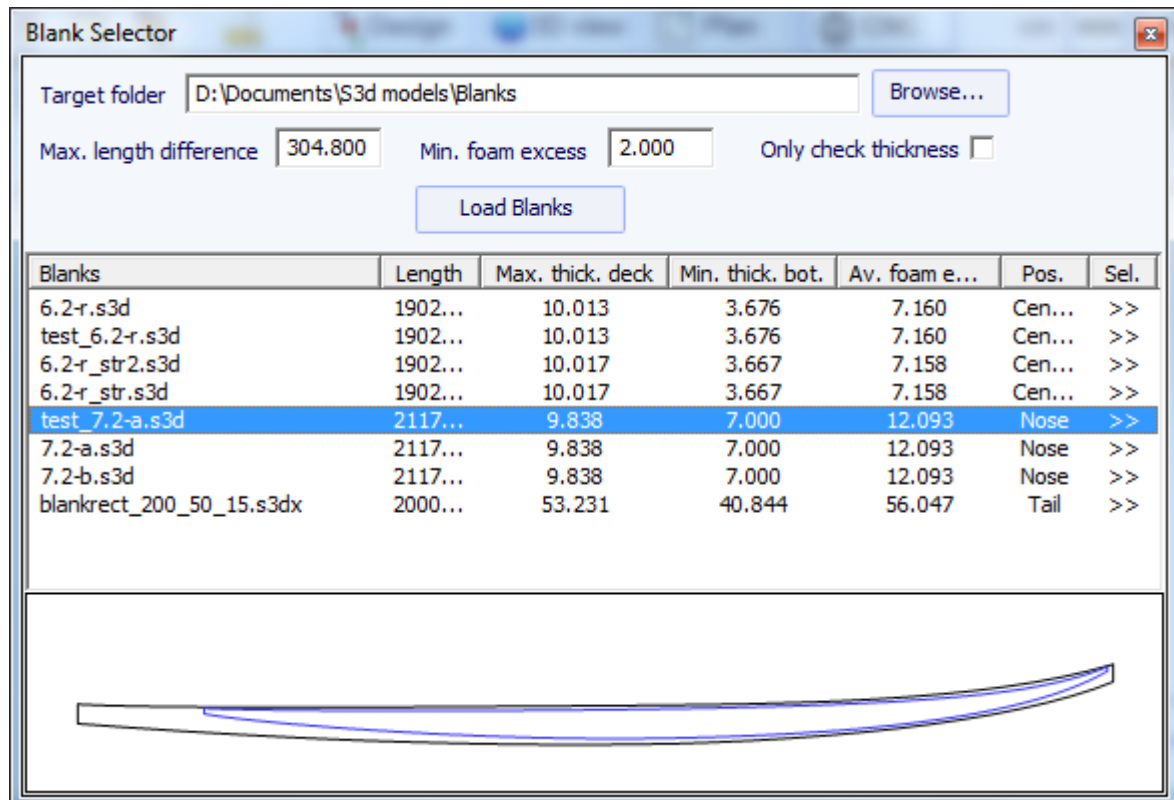 Blank Selector
Target folder D:\Documents\S3d models\Blanks Browse...
Max. length difference 304.800 Min. foam excess 2.000 Only check thickness
Load Blanks
Blanks Length Max. thick. deck Min. thick. bot. Av. foam e... Pos. Sel.
6.2-r.s3d 1902... 10.013 3.676 7.160 Cen... >>
test_6.2-r.s3d 1902... 10.013 3.676 7.160 Cen... >>
6.2-r_str2.s3d 1902... 10.017 3.667 7.158 Cen... >>
6.2-r_str.s3d 1902... 10.017 3.667 7.158 Cen... >>
test_7.2-a.s3d 2117... 9.838 7.000 12.093 Nose >>
7.2-a.s3d 2117... 9.838 7.000 12.093 Nose >>
7.2-b.s3d 2117... 9.838 7.000 12.093 Nose >>
blankrect_200_50_15.s3dx 2000... 53.231 40.844 56.047 Tail >>